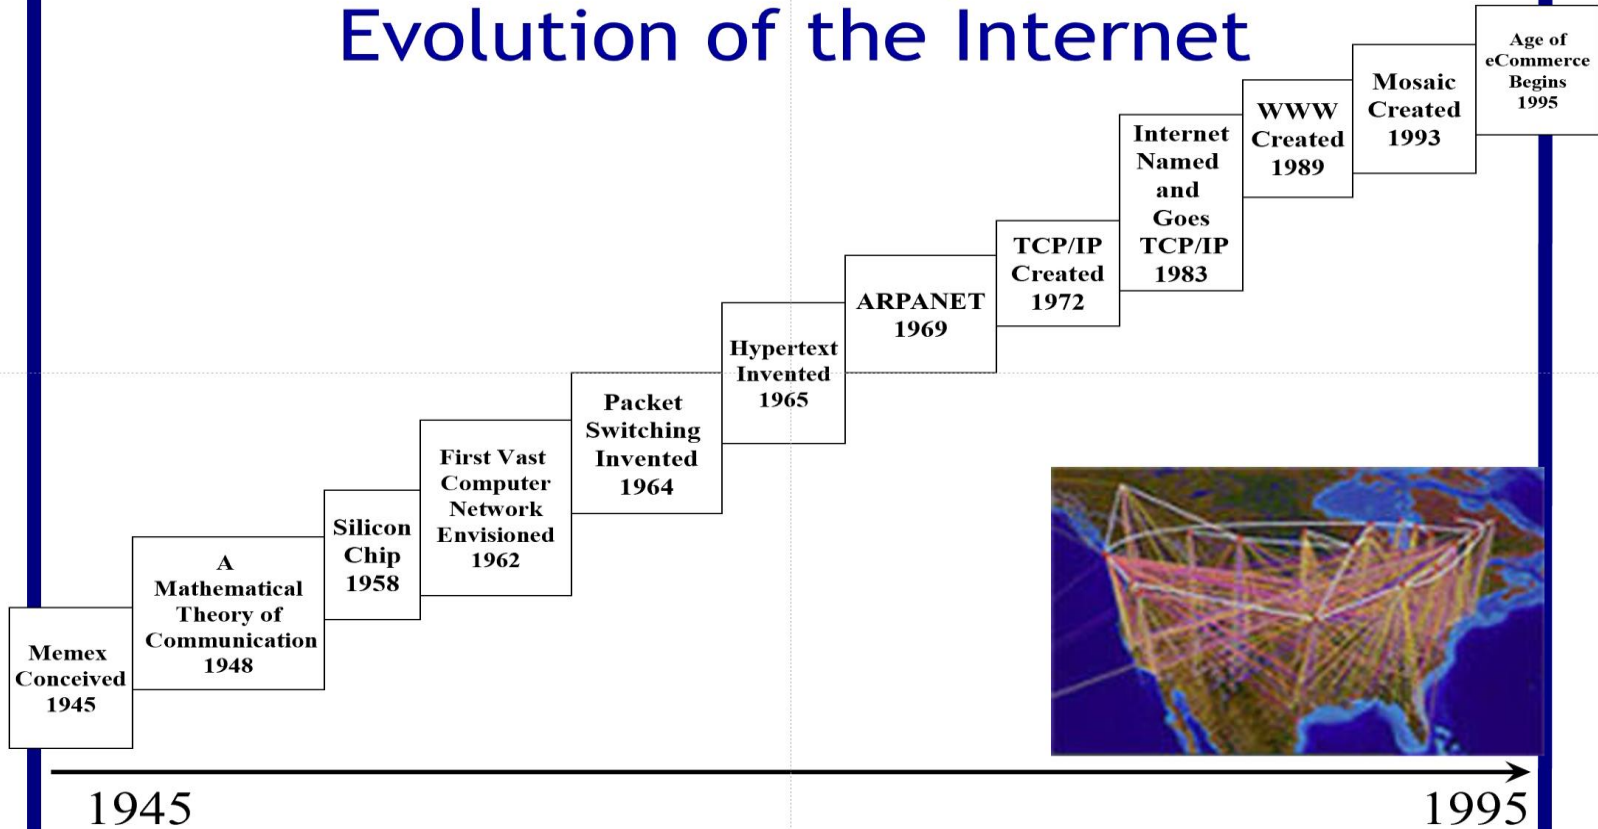 Evolution of the Internet
Memex
Conceived
1945
A
Mathematical
Theory of
Communication
1948
Silicon
Chip
1958
First Vast
Computer
Network
Envisioned
1962
Packet
Switching
Invented
1964
Hypertext
Invented
1965
ARPANET
1969
TCP/IP
Created
1972
Internet
Named
and
Goes
TCP/IP
1983
WWW
Created
1989
Mosaic
Created
1993
Age of
eCommerce
Begins
1995
1945
1995